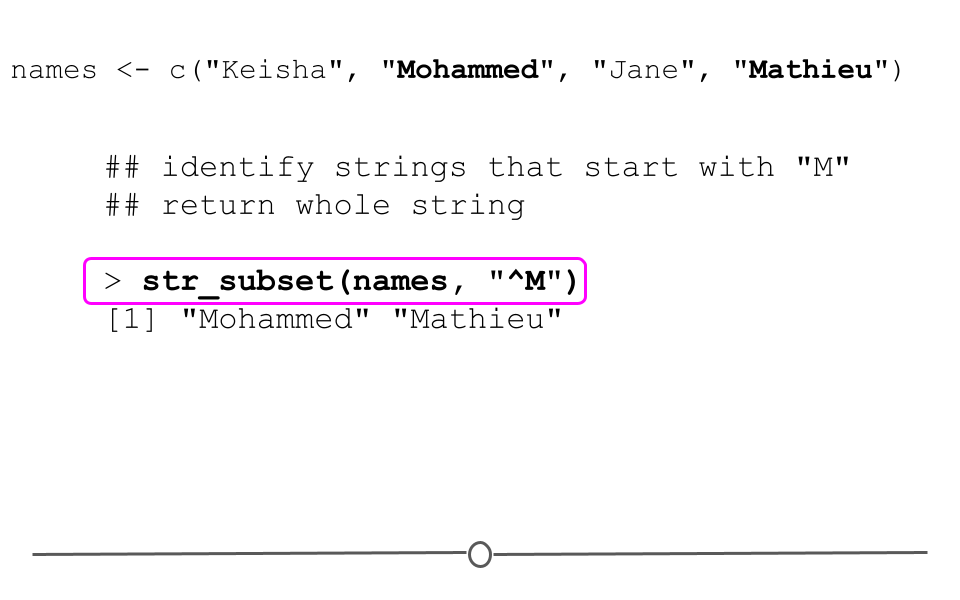 names <- c("Keisha", "Mohammed", "Jane", "Mathieu")
## identify strings that start with "M"
## return whole string
> str_subset(names, "^M")
[1] "Mohammed" "Mathieu"